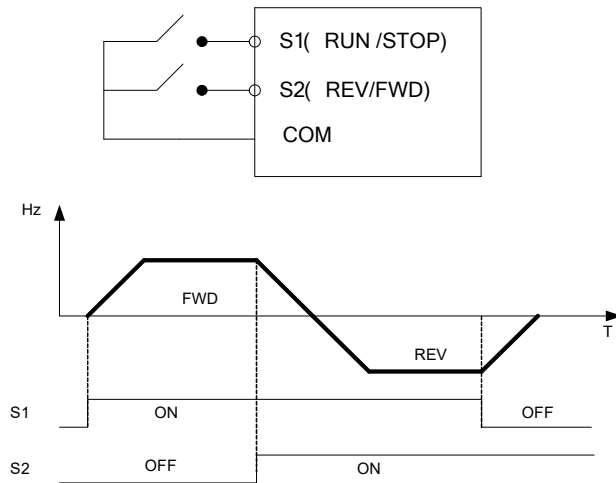 S1( RUN /STOP)
S2( REV/FWD)
COM
Hz
FWD
T
REV
S1 ON OFF
S2 OFF ON